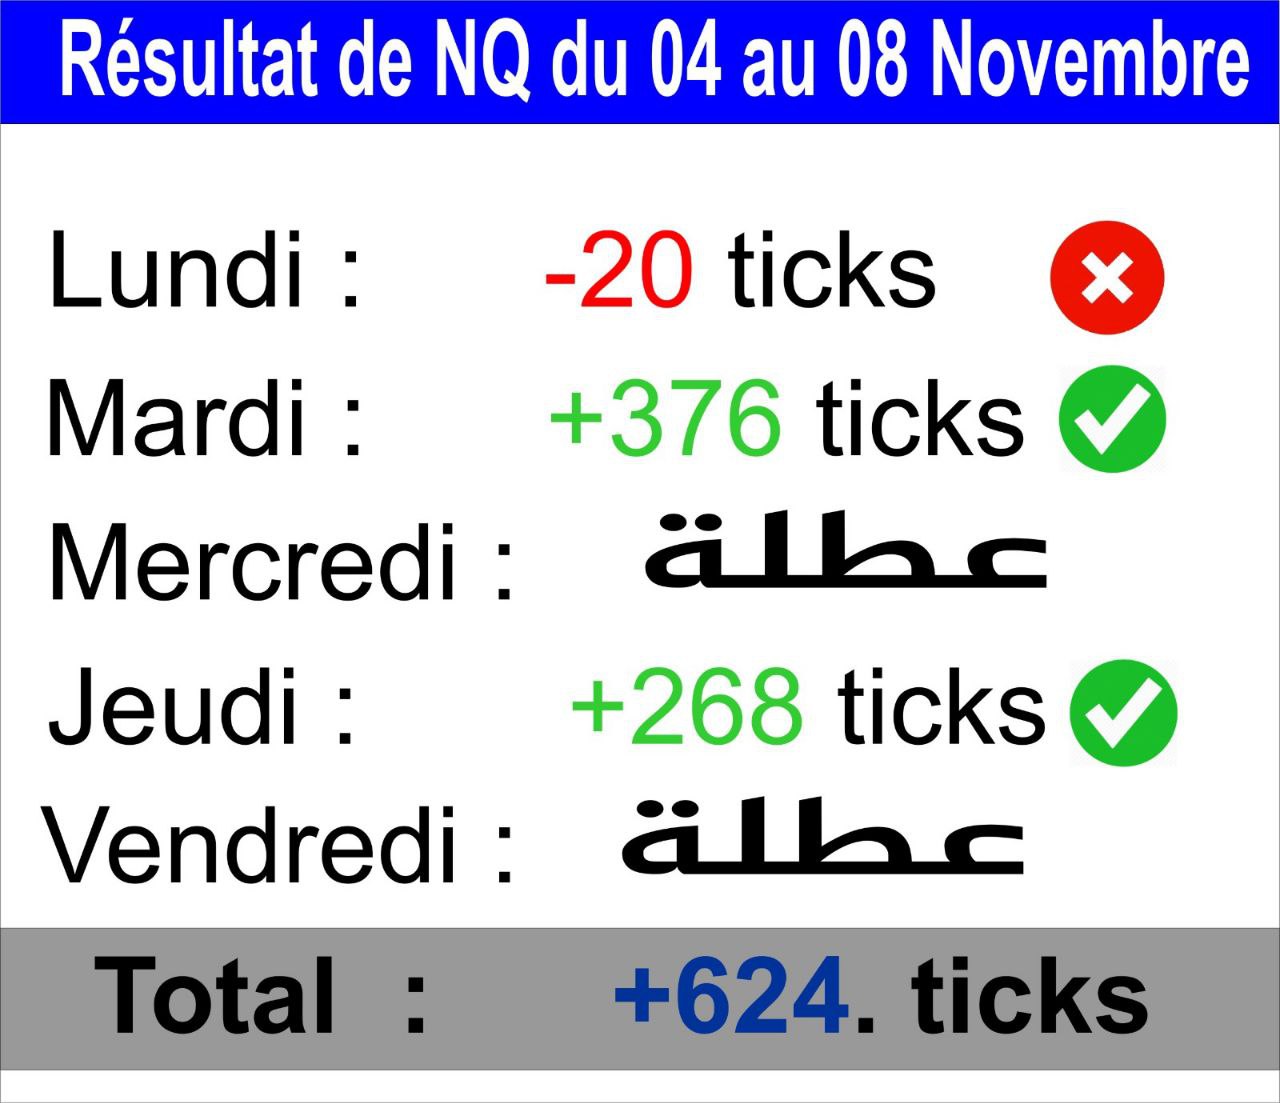 Résultat de NQ du 04 au 08 Novembre
Lundi : -20 ticks
Mardi : +376 ticks
Mercredi : عطلة
Jeudi : +268 ticks
Vendredi : عطلة
Total : +624. ticks